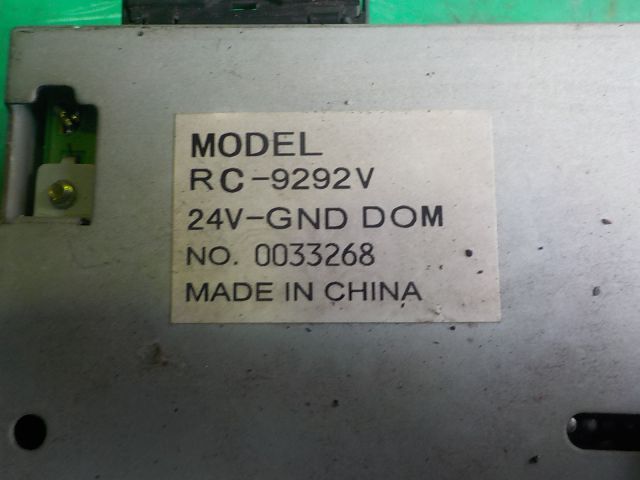 MODEL
RC-9292V
24V-GND DOM
NO. 0033268
MADE IN CHINA